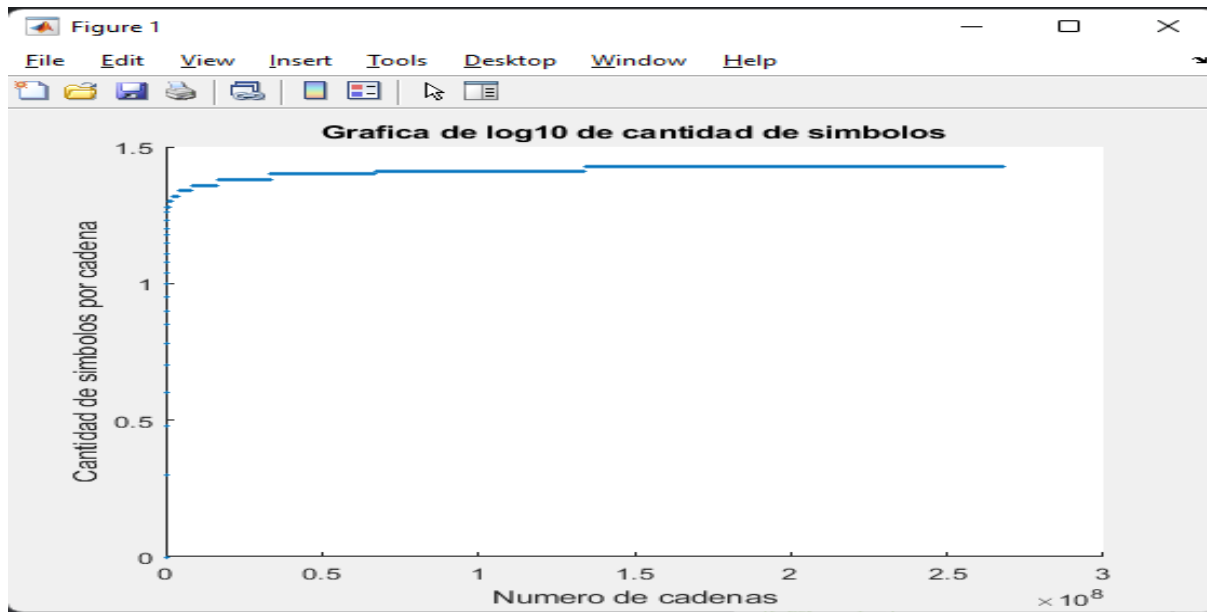 Figure 1
File Edit View Insert Tools Desktop Window Help
Grafica de log10 de cantidad de simbolos
1.5
1
0.5
0
Cantidad de simbolos por cadena
0 0.5 1 1.5 2 2.5 3
Numero de cadenas
× 10⁸